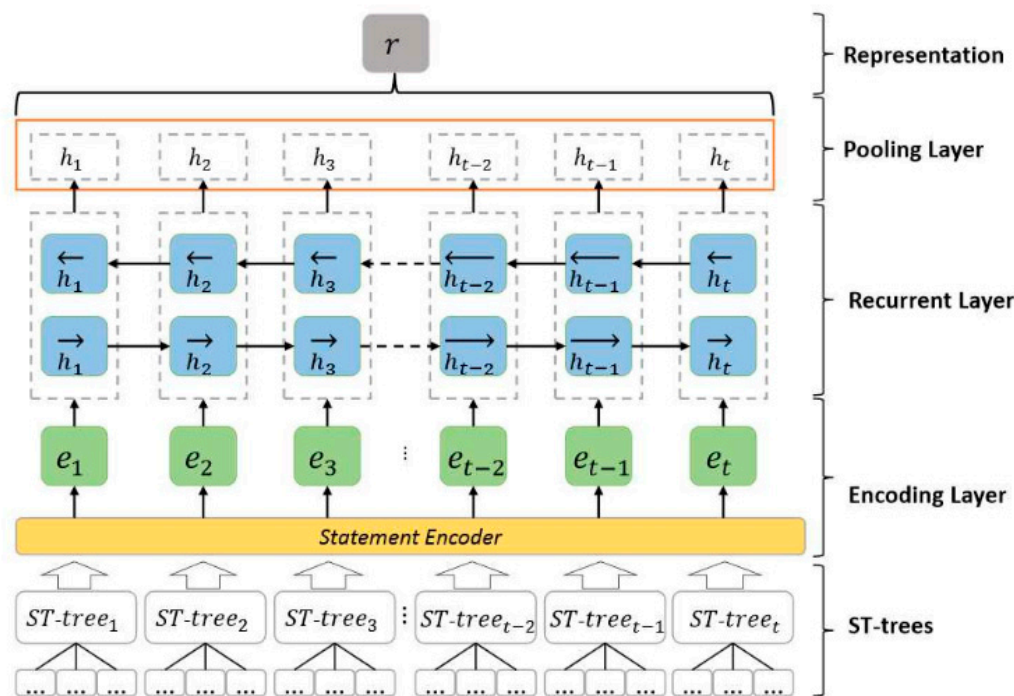 r
Representation
h₁ h₂ h₃ hₜ₋₂ hₜ₋₁ hₜ
Pooling Layer
←h₁ ←h₂ ←h₃ ←hₜ₋₂ ←hₜ₋₁ ←hₜ
Recurrent Layer
→h₁ →h₂ →h₃ →hₜ₋₂ →hₜ₋₁ →hₜ
e₁ e₂ e₃ ⋮ eₜ₋₂ eₜ₋₁ eₜ
Encoding Layer
Statement Encoder
ST-tree₁ ST-tree₂ ST-tree₃ ⋮ ST-treeₜ₋₂ ST-treeₜ₋₁ ST-treeₜ
ST-trees
... ... ... ... ... ... ... ... ... ... ... ... ... ... ... ... ... ...